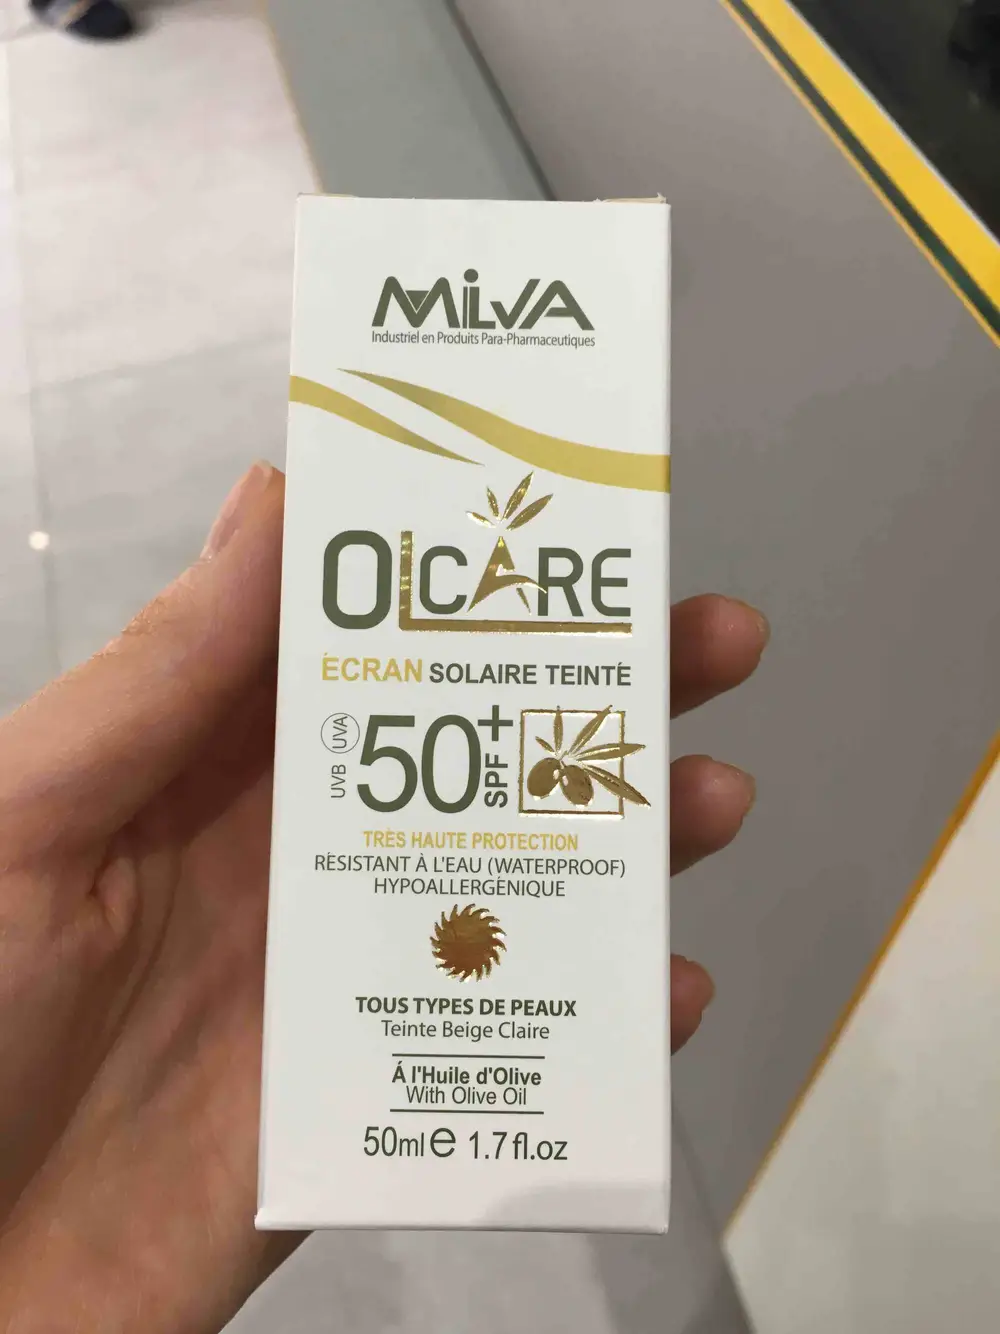 MiLVA
Industriel en Produits Para-Pharmaceutiques
OLCARE
ÉCRAN SOLAIRE TEINTÉ
UVB UVA 50+ SPF
TRÈS HAUTE PROTECTION
RÉSISTANT À L'EAU (WATERPROOF)
HYPOALLERGÉNIQUE
TOUS TYPES DE PEAUX
Teinte Beige Claire
Á l'Huile d'Olive
With Olive Oil
50ml e 1.7 fl.oz